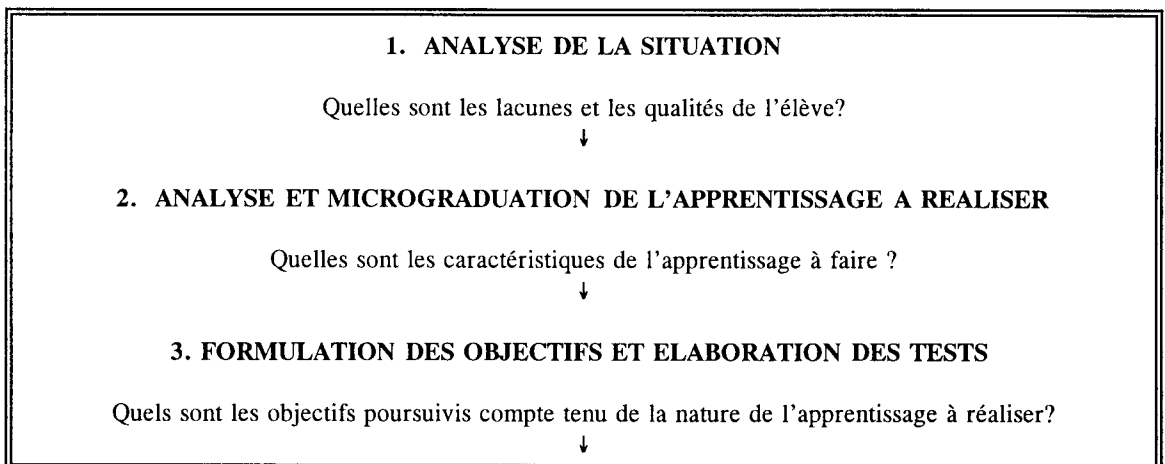 1. ANALYSE DE LA SITUATION
Quelles sont les lacunes et les qualités de l'élève?
↓
2. ANALYSE ET MICROGRADUATION DE L'APPRENTISSAGE A REALISER
Quelles sont les caractéristiques de l'apprentissage à faire ?
↓
3. FORMULATION DES OBJECTIFS ET ELABORATION DES TESTS
Quels sont les objectifs poursuivis compte tenu de la nature de l'apprentissage à réaliser?
↓